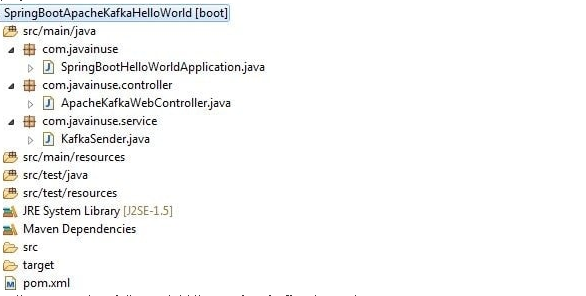 SpringBootApacheKafkaHelloWorld [boot]
src/main/java
com.javainuse
SpringBootHelloWorldApplication.java
com.javainuse.controller
ApacheKafkaWebController.java
com.javainuse.service
KafkaSender.java
src/main/resources
src/test/java
src/test/resources
JRE System Library [J2SE-1.5]
Maven Dependencies
src
target
pom.xml